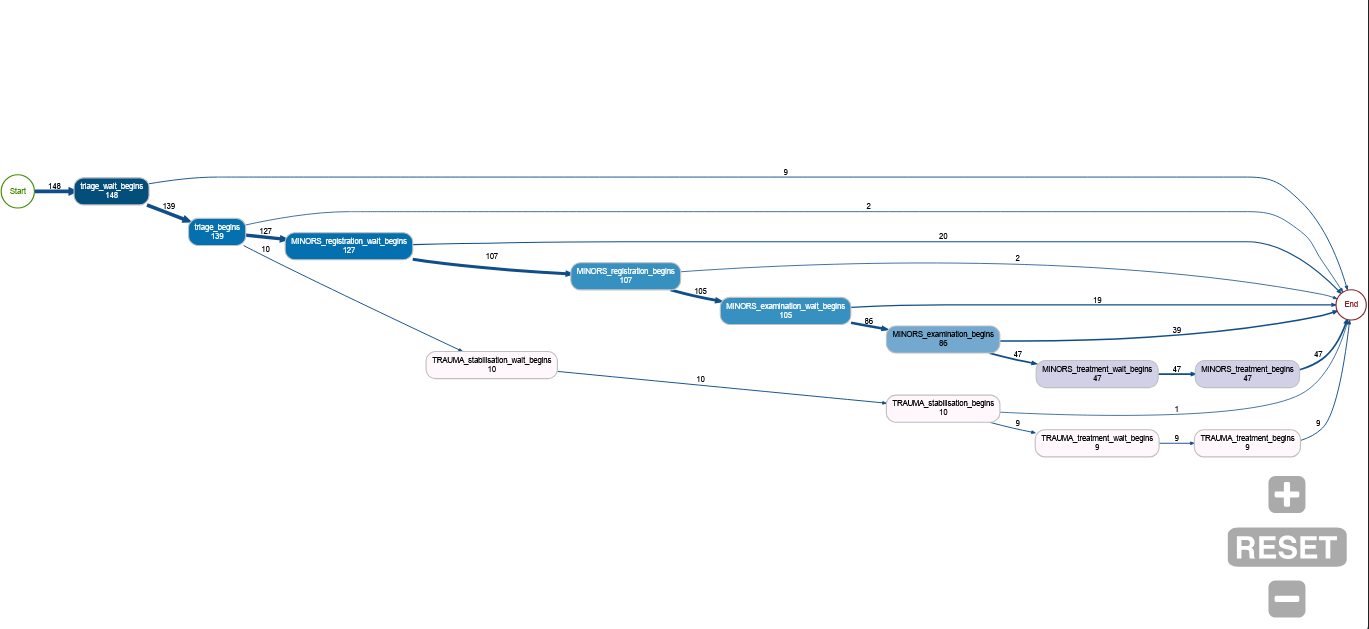 9
148
triage_wait_begins
148
Start
139
2
triage_begins
139
127
20
MINORS_registration_wait_begins
127
10
107
2
MINORS_registration_begins
107
105
19
MINORS_examination_wait_begins
105
End
86
39
MINORS_examination_begins
86
47
47
TRAUMA_stabilisation_wait_begins
10
MINORS_treatment_wait_begins
47
47
MINORS_treatment_begins
47
10
TRAUMA_stabilisation_begins
10
1
9
9
TRAUMA_treatment_wait_begins
9
9
TRAUMA_treatment_begins
9
RESET